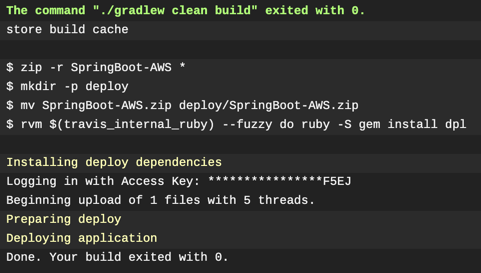 The command "./gradlew clean build" exited with 0.
store build cache
$ zip -r SpringBoot-AWS *
$ mkdir -p deploy
$ mv SpringBoot-AWS.zip deploy/SpringBoot-AWS.zip
$ rvm $(travis_internal_ruby) --fuzzy do ruby -S gem install dpl
Installing deploy dependencies
Logging in with Access Key: ****************F5EJ
Beginning upload of 1 files with 5 threads.
Preparing deploy
Deploying application
Done. Your build exited with 0.